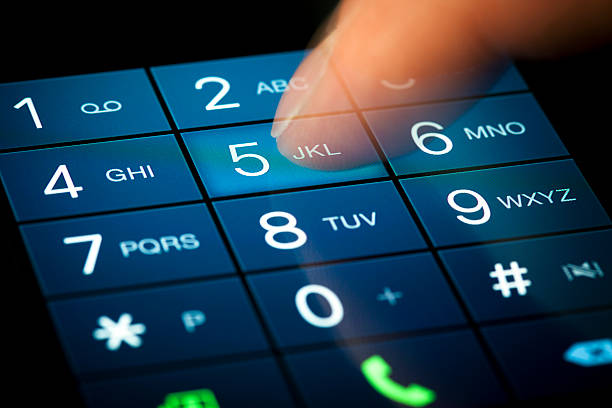 1 2 ABC
4 GHI 5 JKL 6 MNO
7 PQRS 8 TUV 9 WXYZ
* P 0 + #